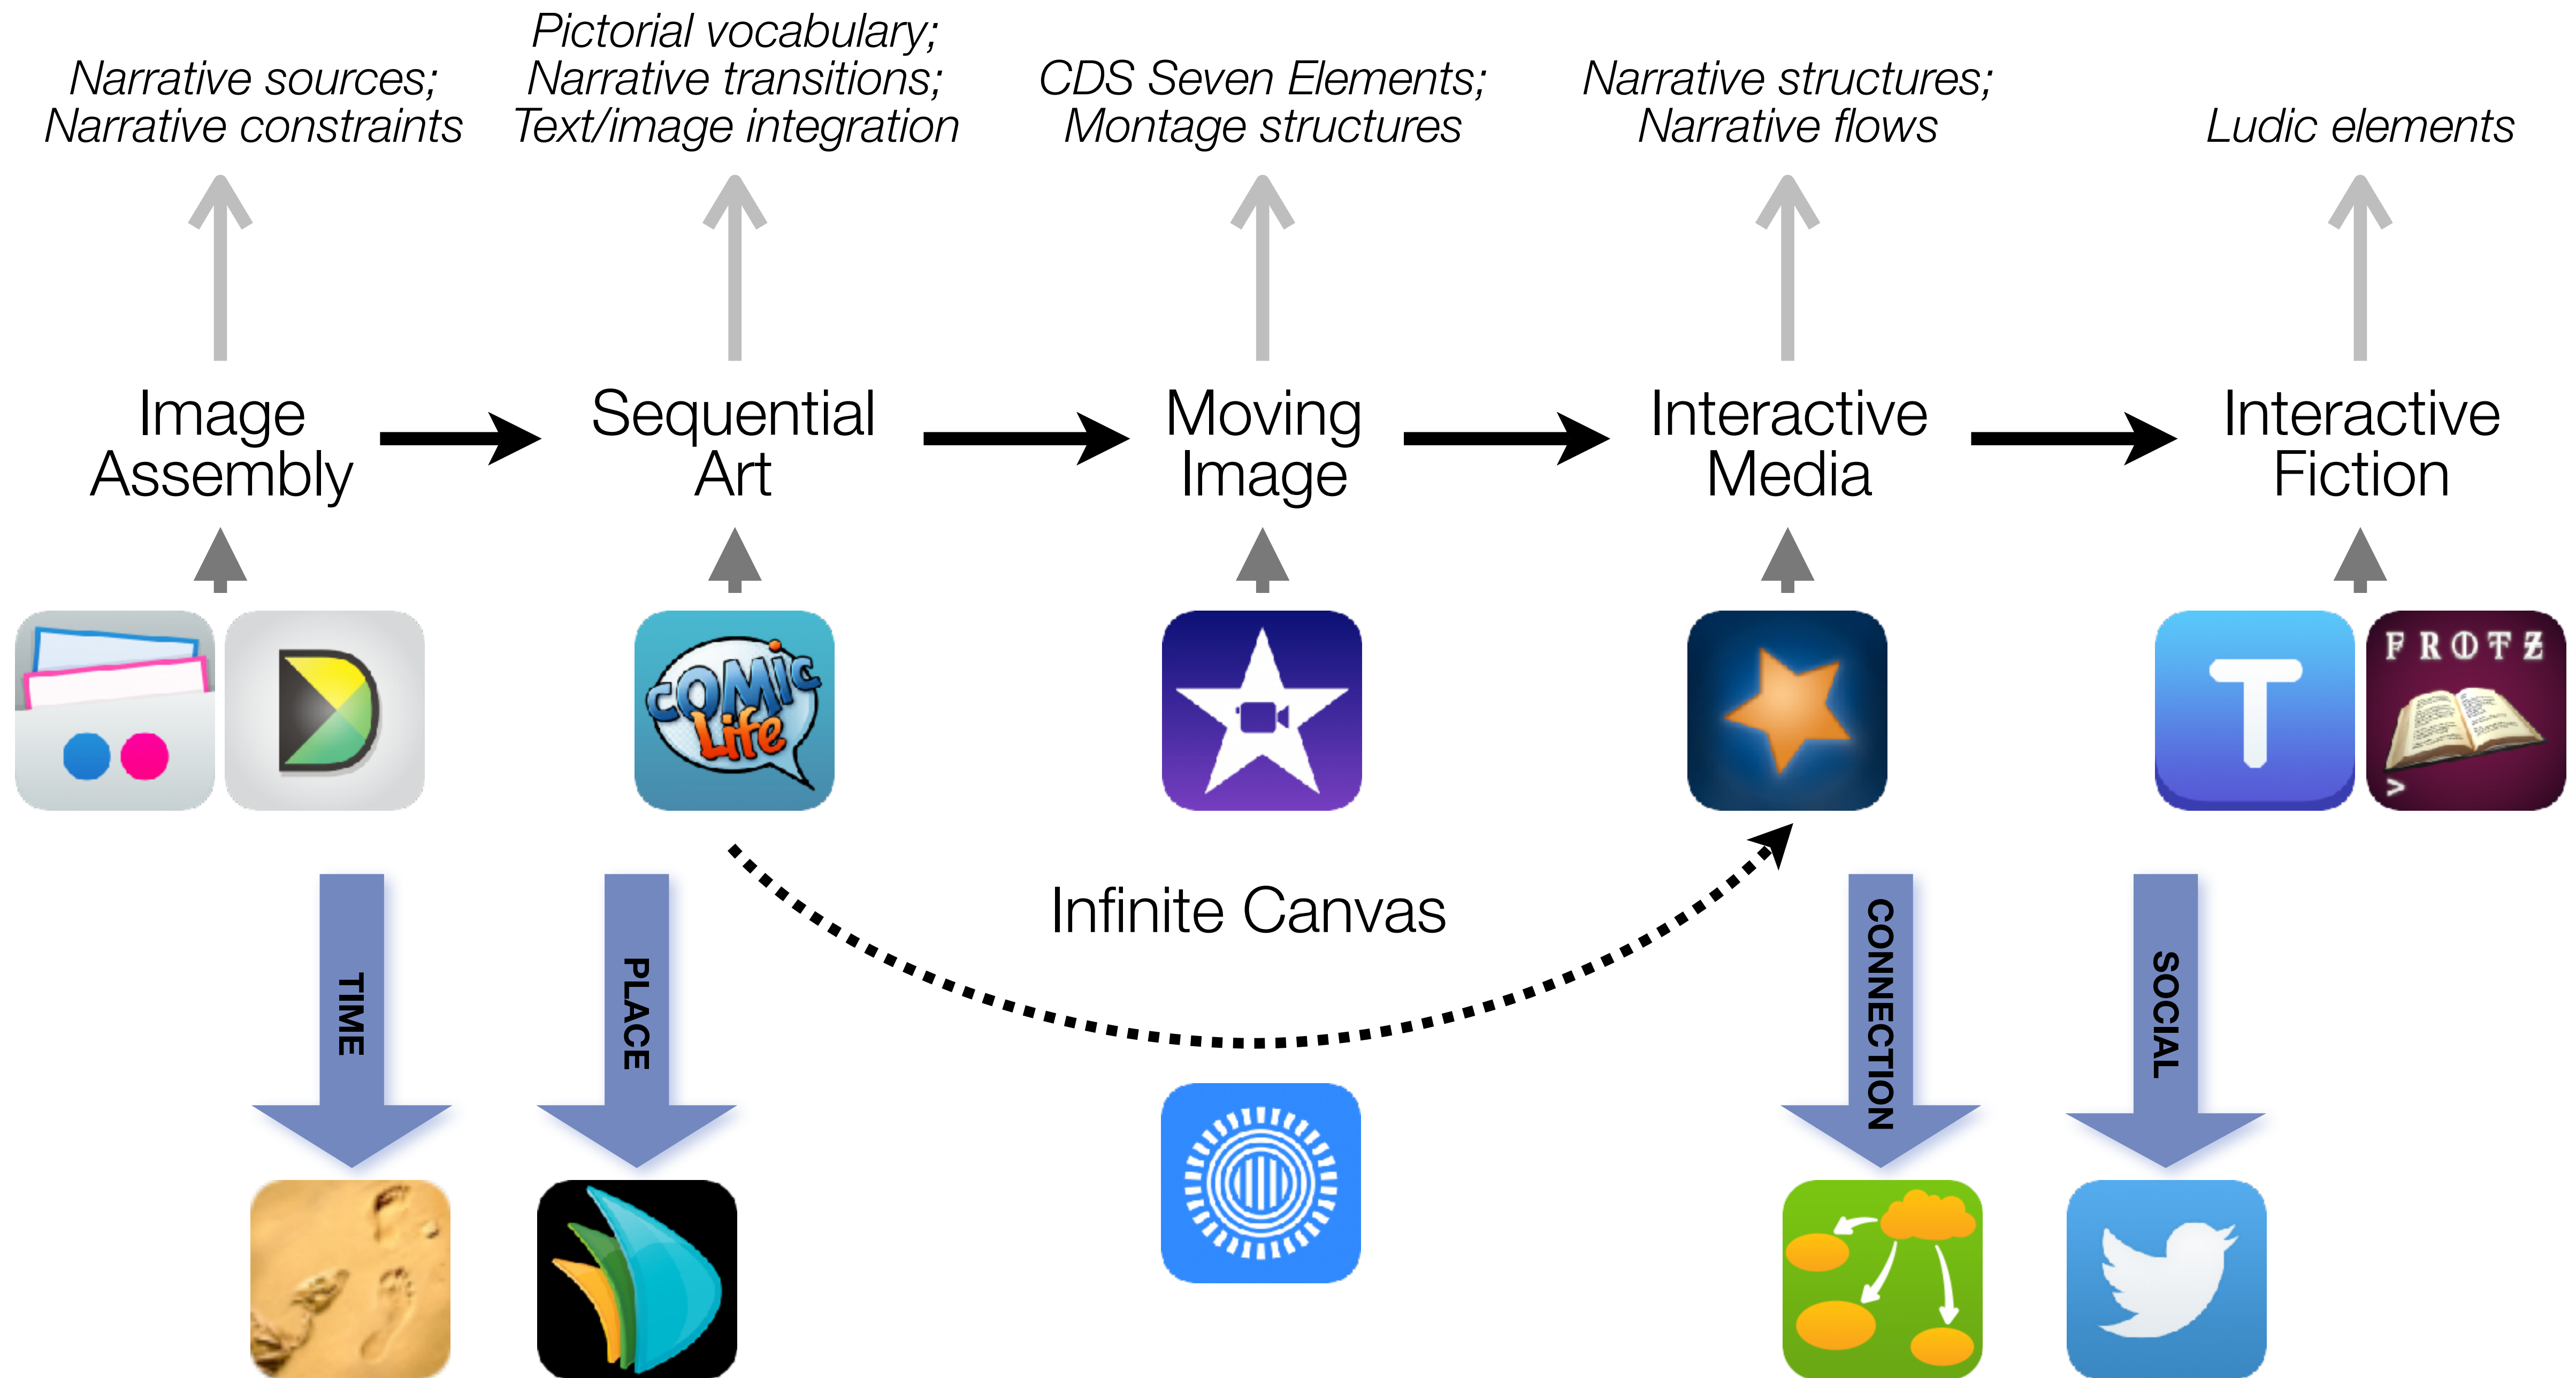 Narrative sources;
Narrative constraints
Pictorial vocabulary;
Narrative transitions;
Text/image integration
CDS Seven Elements;
Montage structures
Narrative structures;
Narrative flows
Ludic elements
Image
Assembly
Sequential
Art
Moving
Image
Interactive
Media
Interactive
Fiction
COMIC
Life
T
FROTZ
>
Infinite Canvas
TIME
PLACE
CONNECTION
SOCIAL